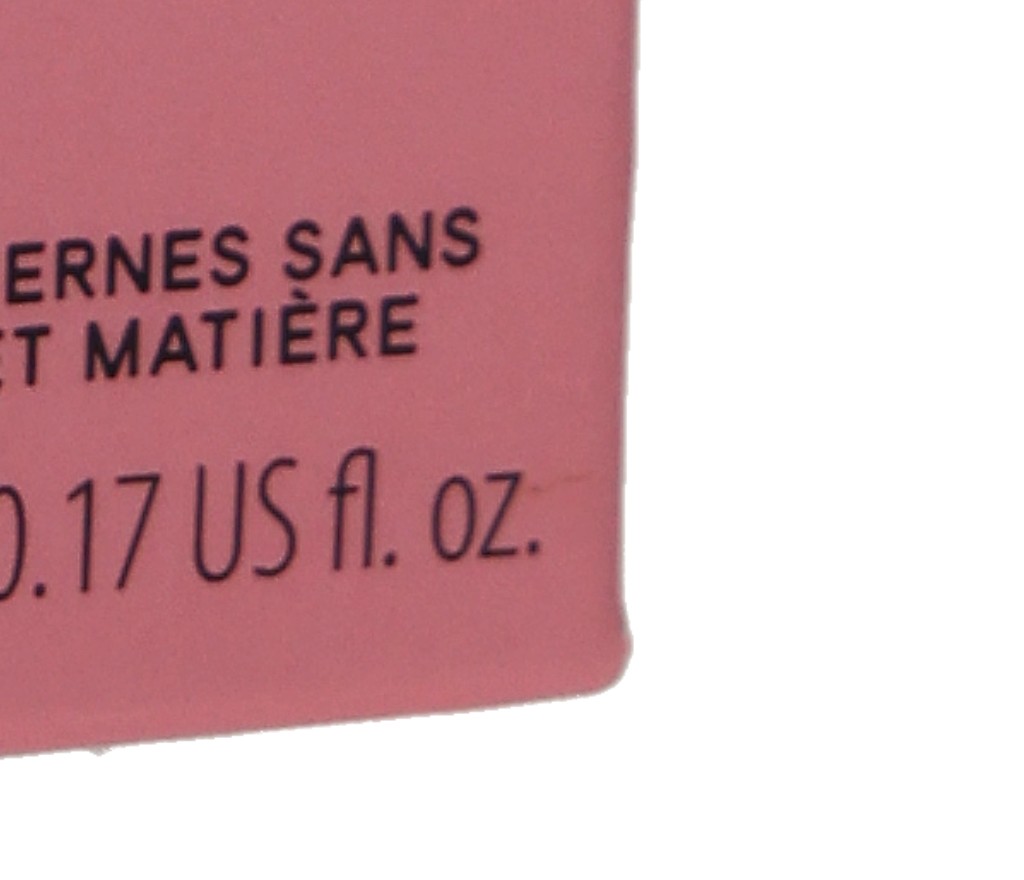 ERNES SANS
ET MATIÈRE
0.17 US fl. oz.